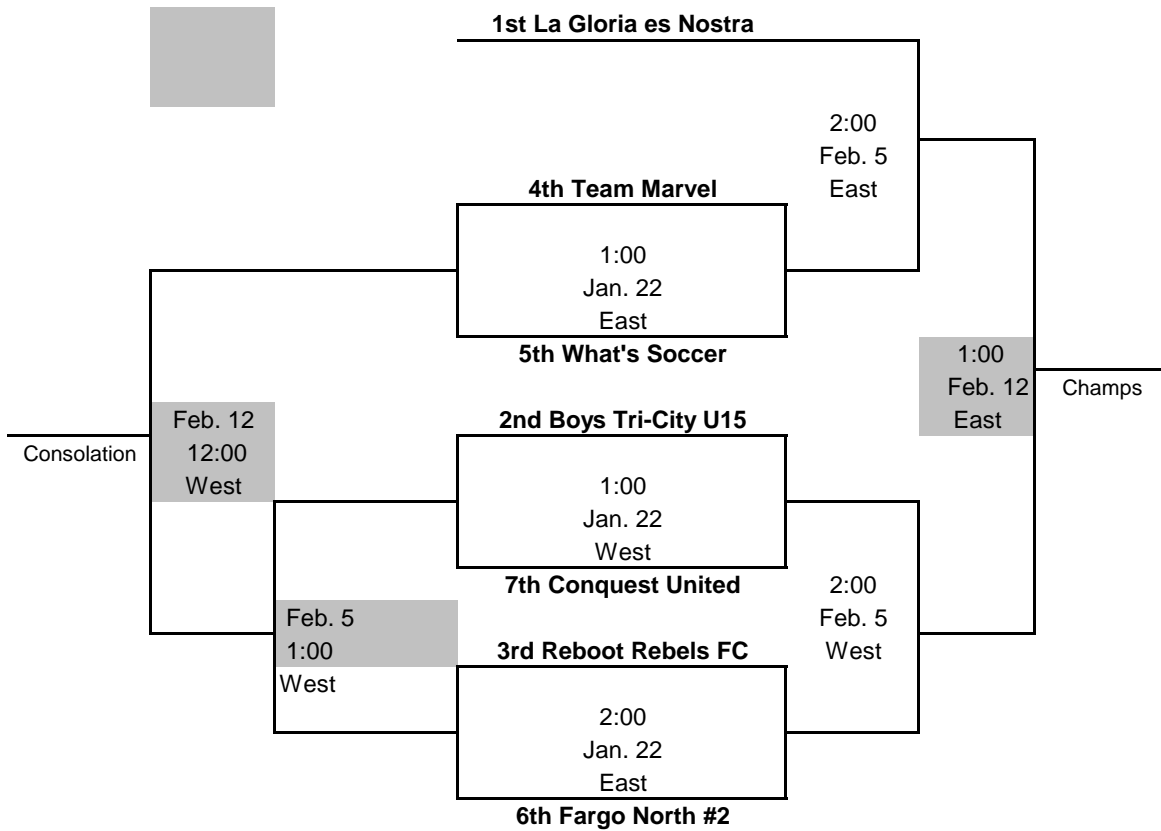 1st La Gloria es Nostra
2:00
Feb. 5
East
4th Team Marvel
1:00
Jan. 22
East
5th What's Soccer
1:00
Feb. 12
East
Champs
Feb. 12
12:00
West
Consolation
2nd Boys Tri-City U15
1:00
Jan. 22
West
7th Conquest United
2:00
Feb. 5
West
Feb. 5
1:00
West
3rd Reboot Rebels FC
2:00
Jan. 22
East
6th Fargo North #2